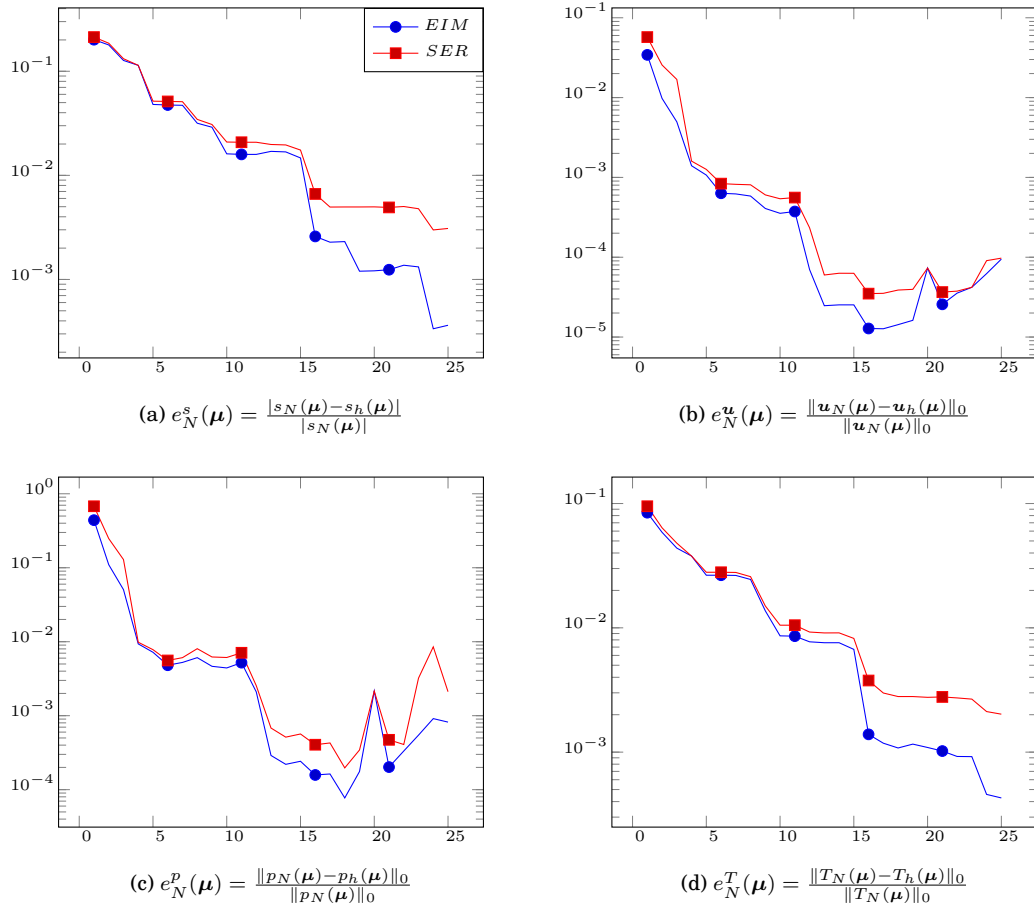 EIM
SER
10^{-1}
10^{-2}
10^{-3}
0 5 10 15 20 25
(a) e_N^s(μ) = |s_N(μ)−s_h(μ)| / |s_N(μ)|
10^{-1}
10^{-2}
10^{-3}
10^{-4}
10^{-5}
0 5 10 15 20 25
(b) e_N^u(μ) = ‖u_N(μ)−u_h(μ)‖_0 / ‖u_N(μ)‖_0
10^0
10^{-1}
10^{-2}
10^{-3}
10^{-4}
0 5 10 15 20 25
(c) e_N^p(μ) = ‖p_N(μ)−p_h(μ)‖_0 / ‖p_N(μ)‖_0
10^{-1}
10^{-2}
10^{-3}
0 5 10 15 20 25
(d) e_N^T(μ) = ‖T_N(μ)−T_h(μ)‖_0 / ‖T_N(μ)‖_0